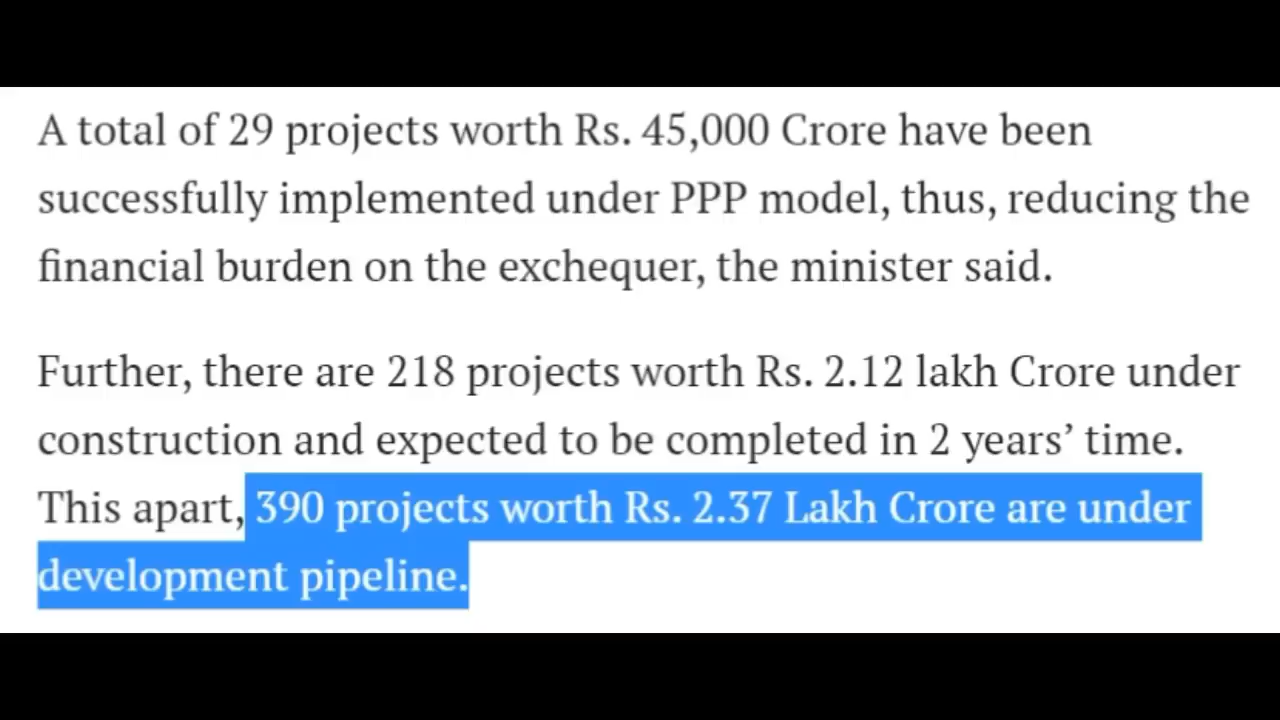 A total of 29 projects worth Rs. 45,000 Crore have been
successfully implemented under PPP model, thus, reducing the
financial burden on the exchequer, the minister said.
Further, there are 218 projects worth Rs. 2.12 lakh Crore under
construction and expected to be completed in 2 years’ time.
This apart, 390 projects worth Rs. 2.37 Lakh Crore are under
development pipeline.